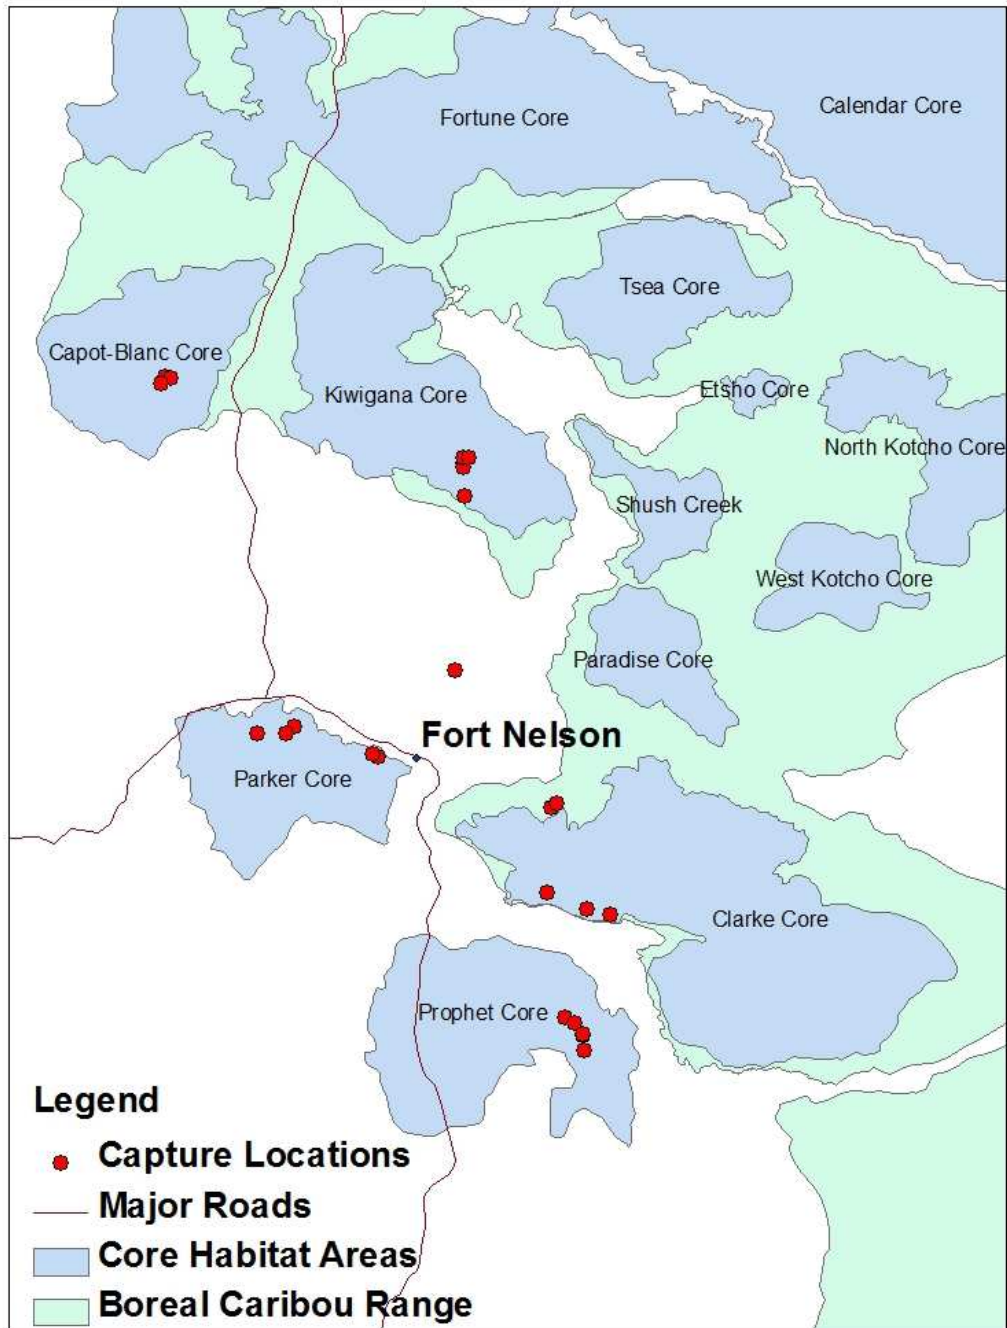 Fortune Core
Calendar Core
Tsea Core
Capot-Blanc Core
Kiwigana Core
Etsho Core
North Kotcho Core
Shush Creek
West Kotcho Core
Paradise Core
Fort Nelson
Parker Core
Clarke Core
Prophet Core
Legend
Capture Locations
Major Roads
Core Habitat Areas
Boreal Caribou Range